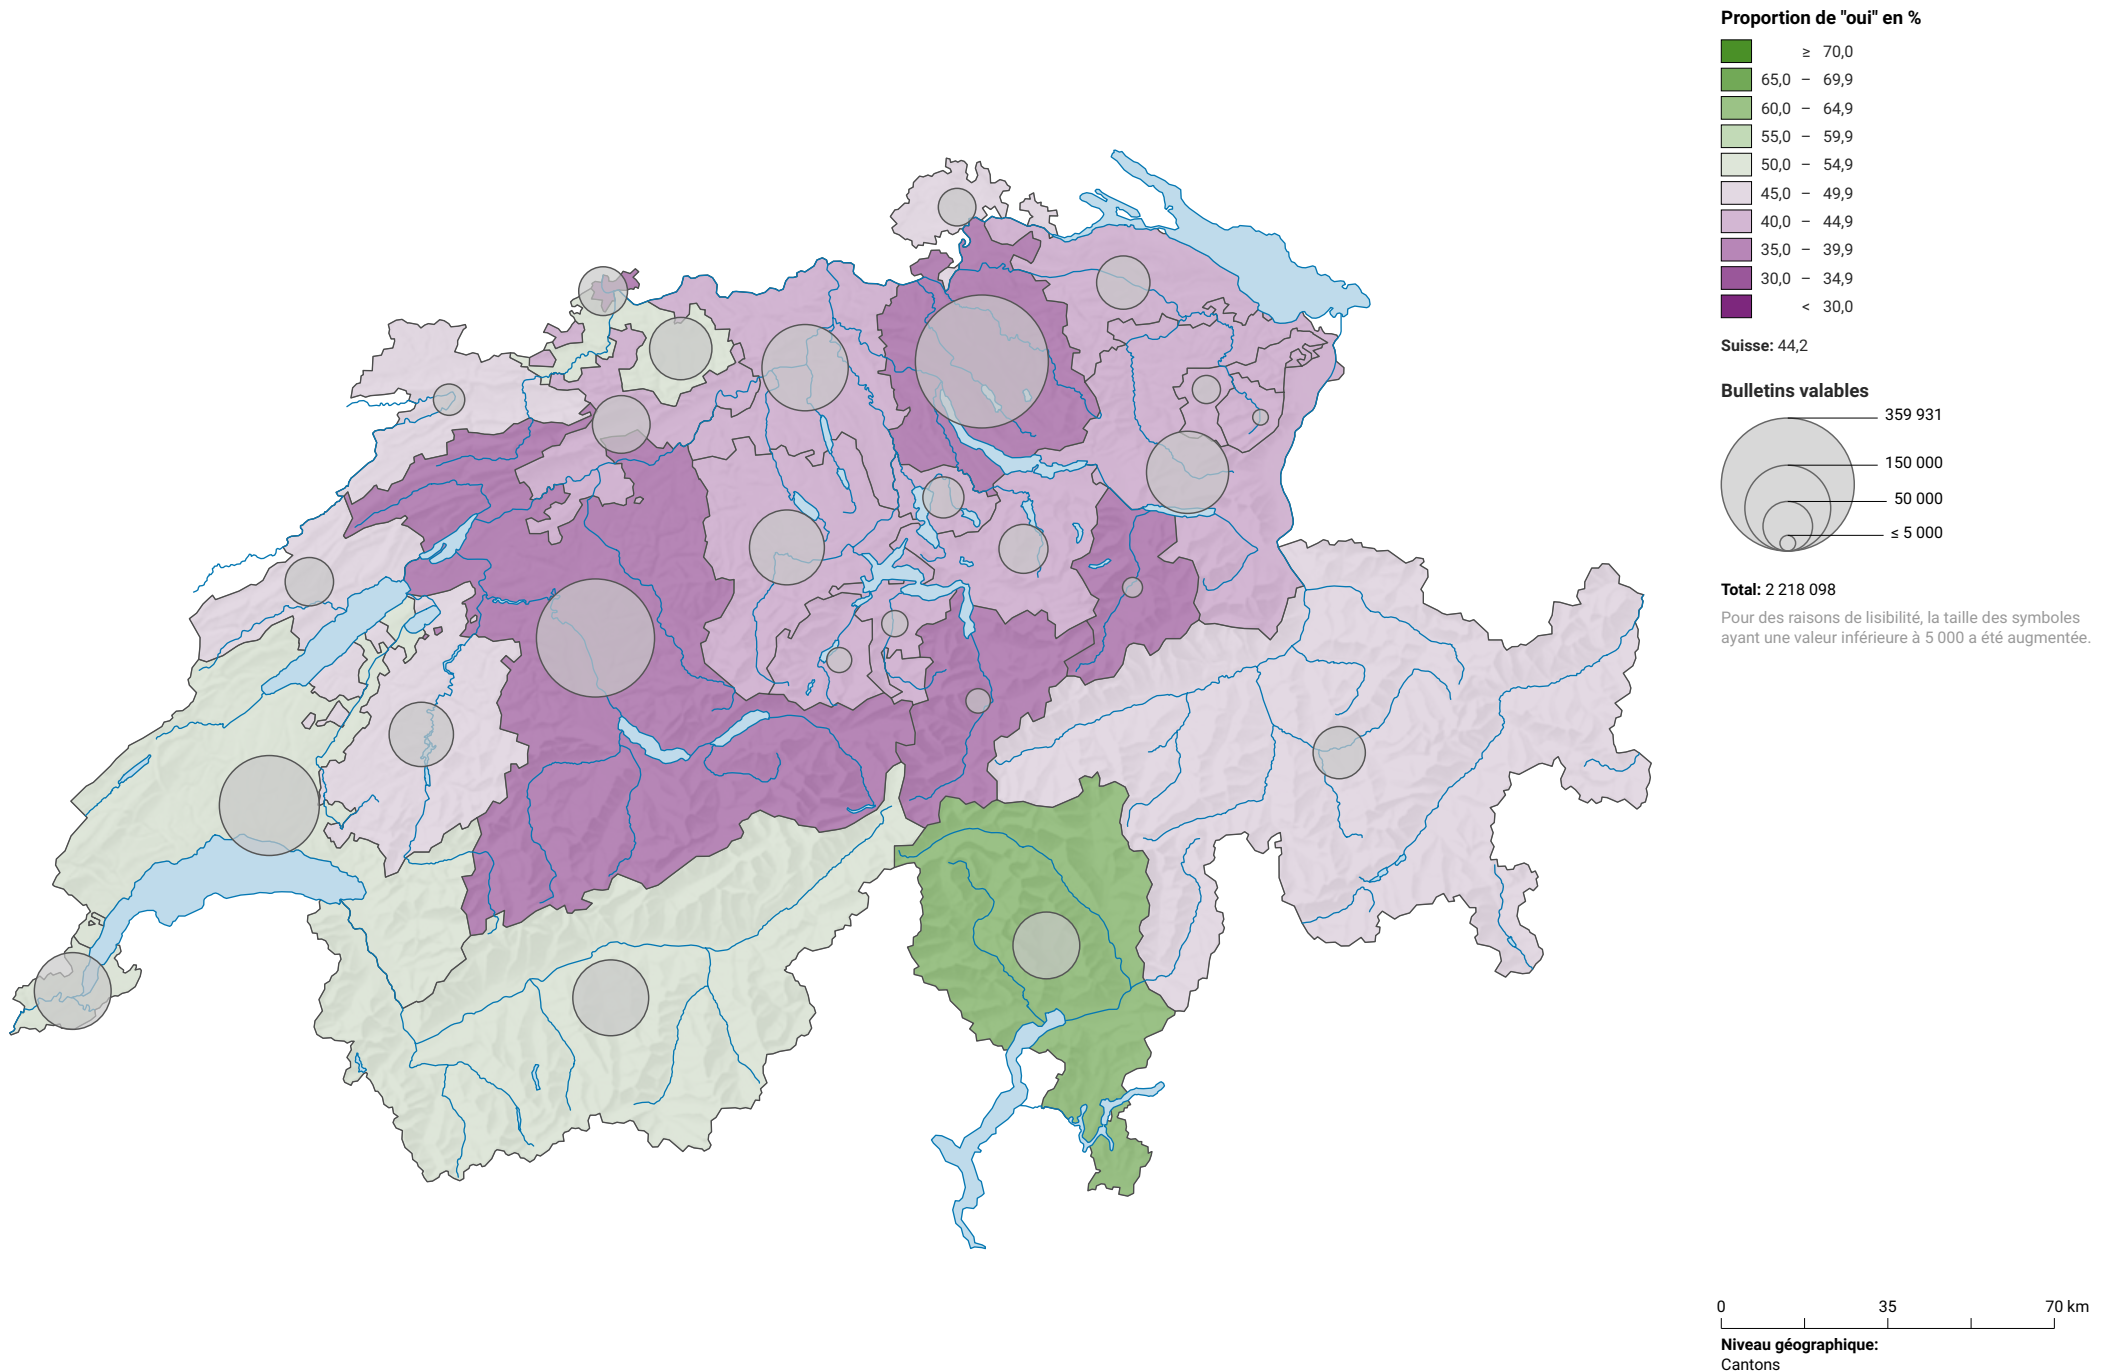 Proportion de "oui" en %
≥ 70,0
65,0 – 69,9
60,0 – 64,9
55,0 – 59,9
50,0 – 54,9
45,0 – 49,9
40,0 – 44,9
35,0 – 39,9
30,0 – 34,9
< 30,0
Suisse: 44,2
Bulletins valables
359 931
150 000
50 000
≤ 5 000
Total: 2 218 098
Pour des raisons de lisibilité, la taille des symboles
ayant une valeur inférieure à 5 000 a été augmentée.
0 35 70 km
Niveau géographique:
Cantons